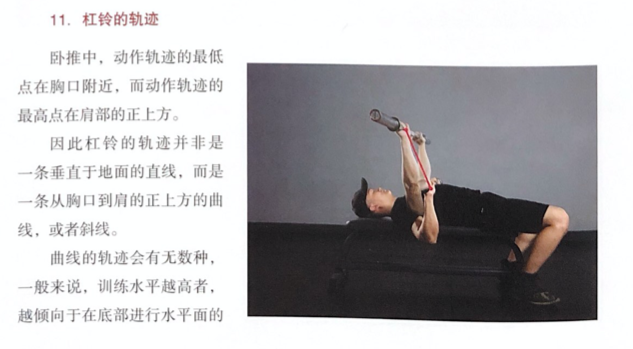 11. 杠铃的轨迹
卧推中，动作轨迹的最低
点在胸口附近，而动作轨迹的
最高点在肩部的正上方。
因此杠铃的轨迹并非是
一条垂直于地面的直线，而是
一条从胸口到肩的正上方的曲
线，或者斜线。
曲线的轨迹会有无数种，
一般来说，训练水平越高者，
越倾向于在底部进行水平面的